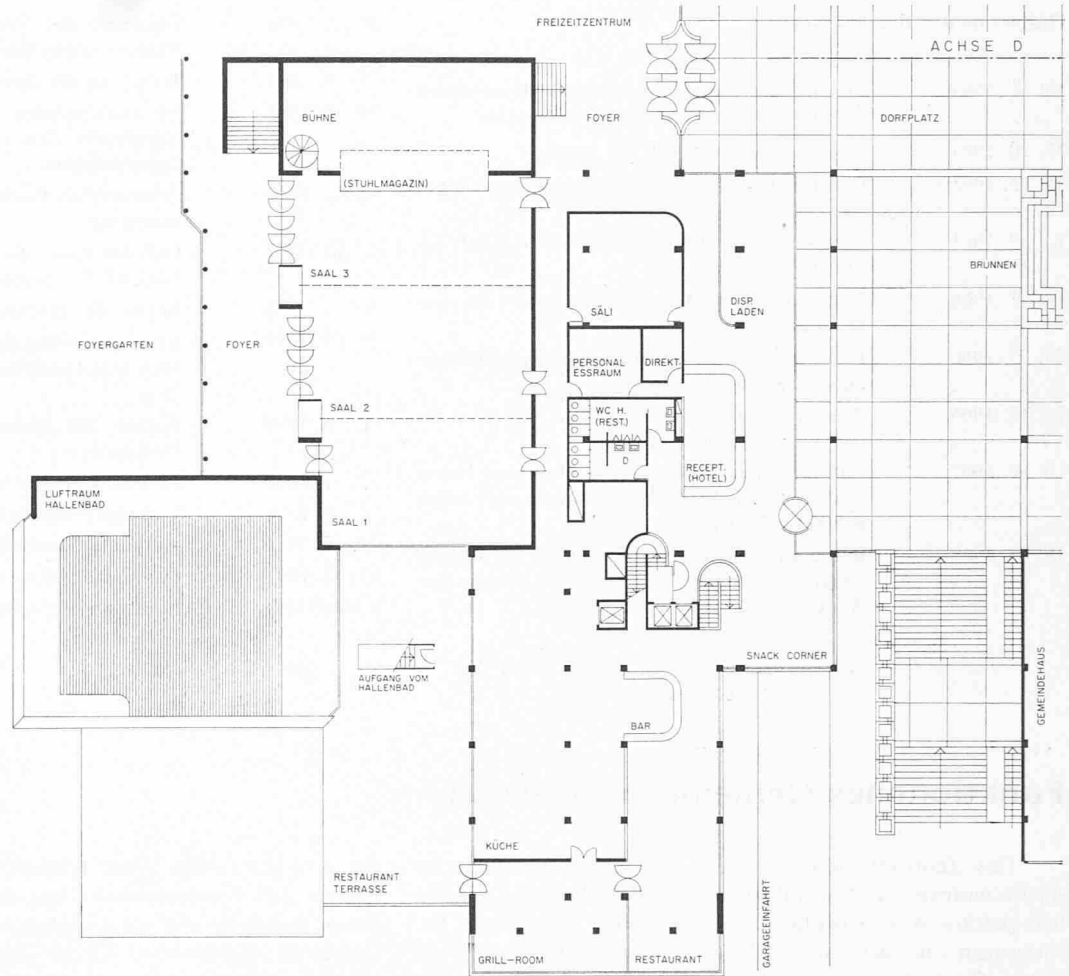 FREIZEITZENTRUM
ACHSE D
BÜHNE
FOYER
DORFPLATZ
(STUHLMAGAZIN)
BRUNNEN
SAAL 3
SÄLI
DISP.
LADEN
FOYERGARTEN
FOYER
PERSONAL
ESSRAUM
DIREKT.
SAAL 2
WC H.
(REST.)
D
RECEPT.
(HOTEL)
LUFTRAUM
HALLENBAD
SAAL 1
SNACK CORNER
AUFGANG VOM
HALLENBAD
GEMEINDEHAUS
BAR
KÜCHE
RESTAURANT
TERRASSE
GARAGEEINFAHRT
GRILL-ROOM
RESTAURANT